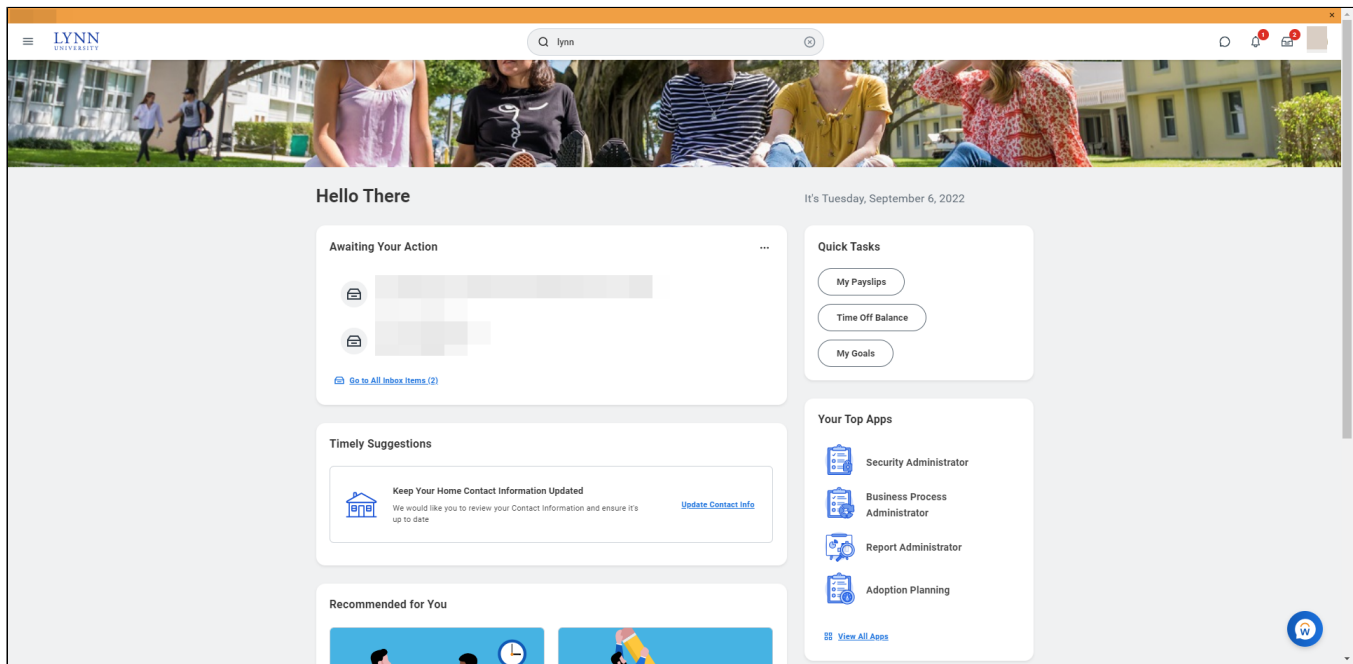 LYNN
UNIVERSITY
lynn
1
2
Hello There
It's Tuesday, September 6, 2022
Awaiting Your Action
Go to All Inbox Items (2)
Timely Suggestions
Keep Your Home Contact Information Updated
We would like you to review your Contact Information and ensure it's
up to date
Update Contact Info
Recommended for You
Quick Tasks
My Payslips
Time Off Balance
My Goals
Your Top Apps
Security Administrator
Business Process
Administrator
Report Administrator
Adoption Planning
View All Apps
W